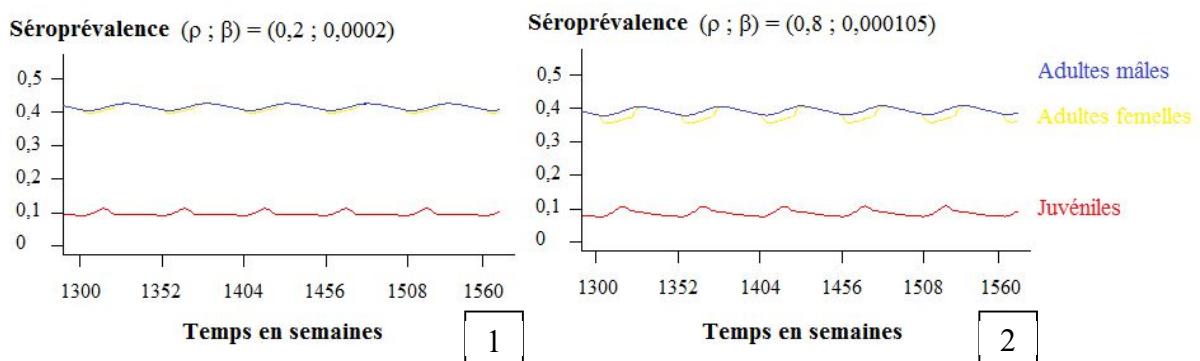 Séroprévalence (ρ ; β) = (0,2 ; 0,0002)
0,5
0,4
0,3
0,2
0,1
0
1300 1352 1404 1456 1508 1560
Temps en semaines
1
Séroprévalence (ρ ; β) = (0,8 ; 0,000105)
0,5
0,4
0,3
0,2
0,1
0
1300 1352 1404 1456 1508 1560
Temps en semaines
2
Adultes mâles
Adultes femelles
Juvéniles